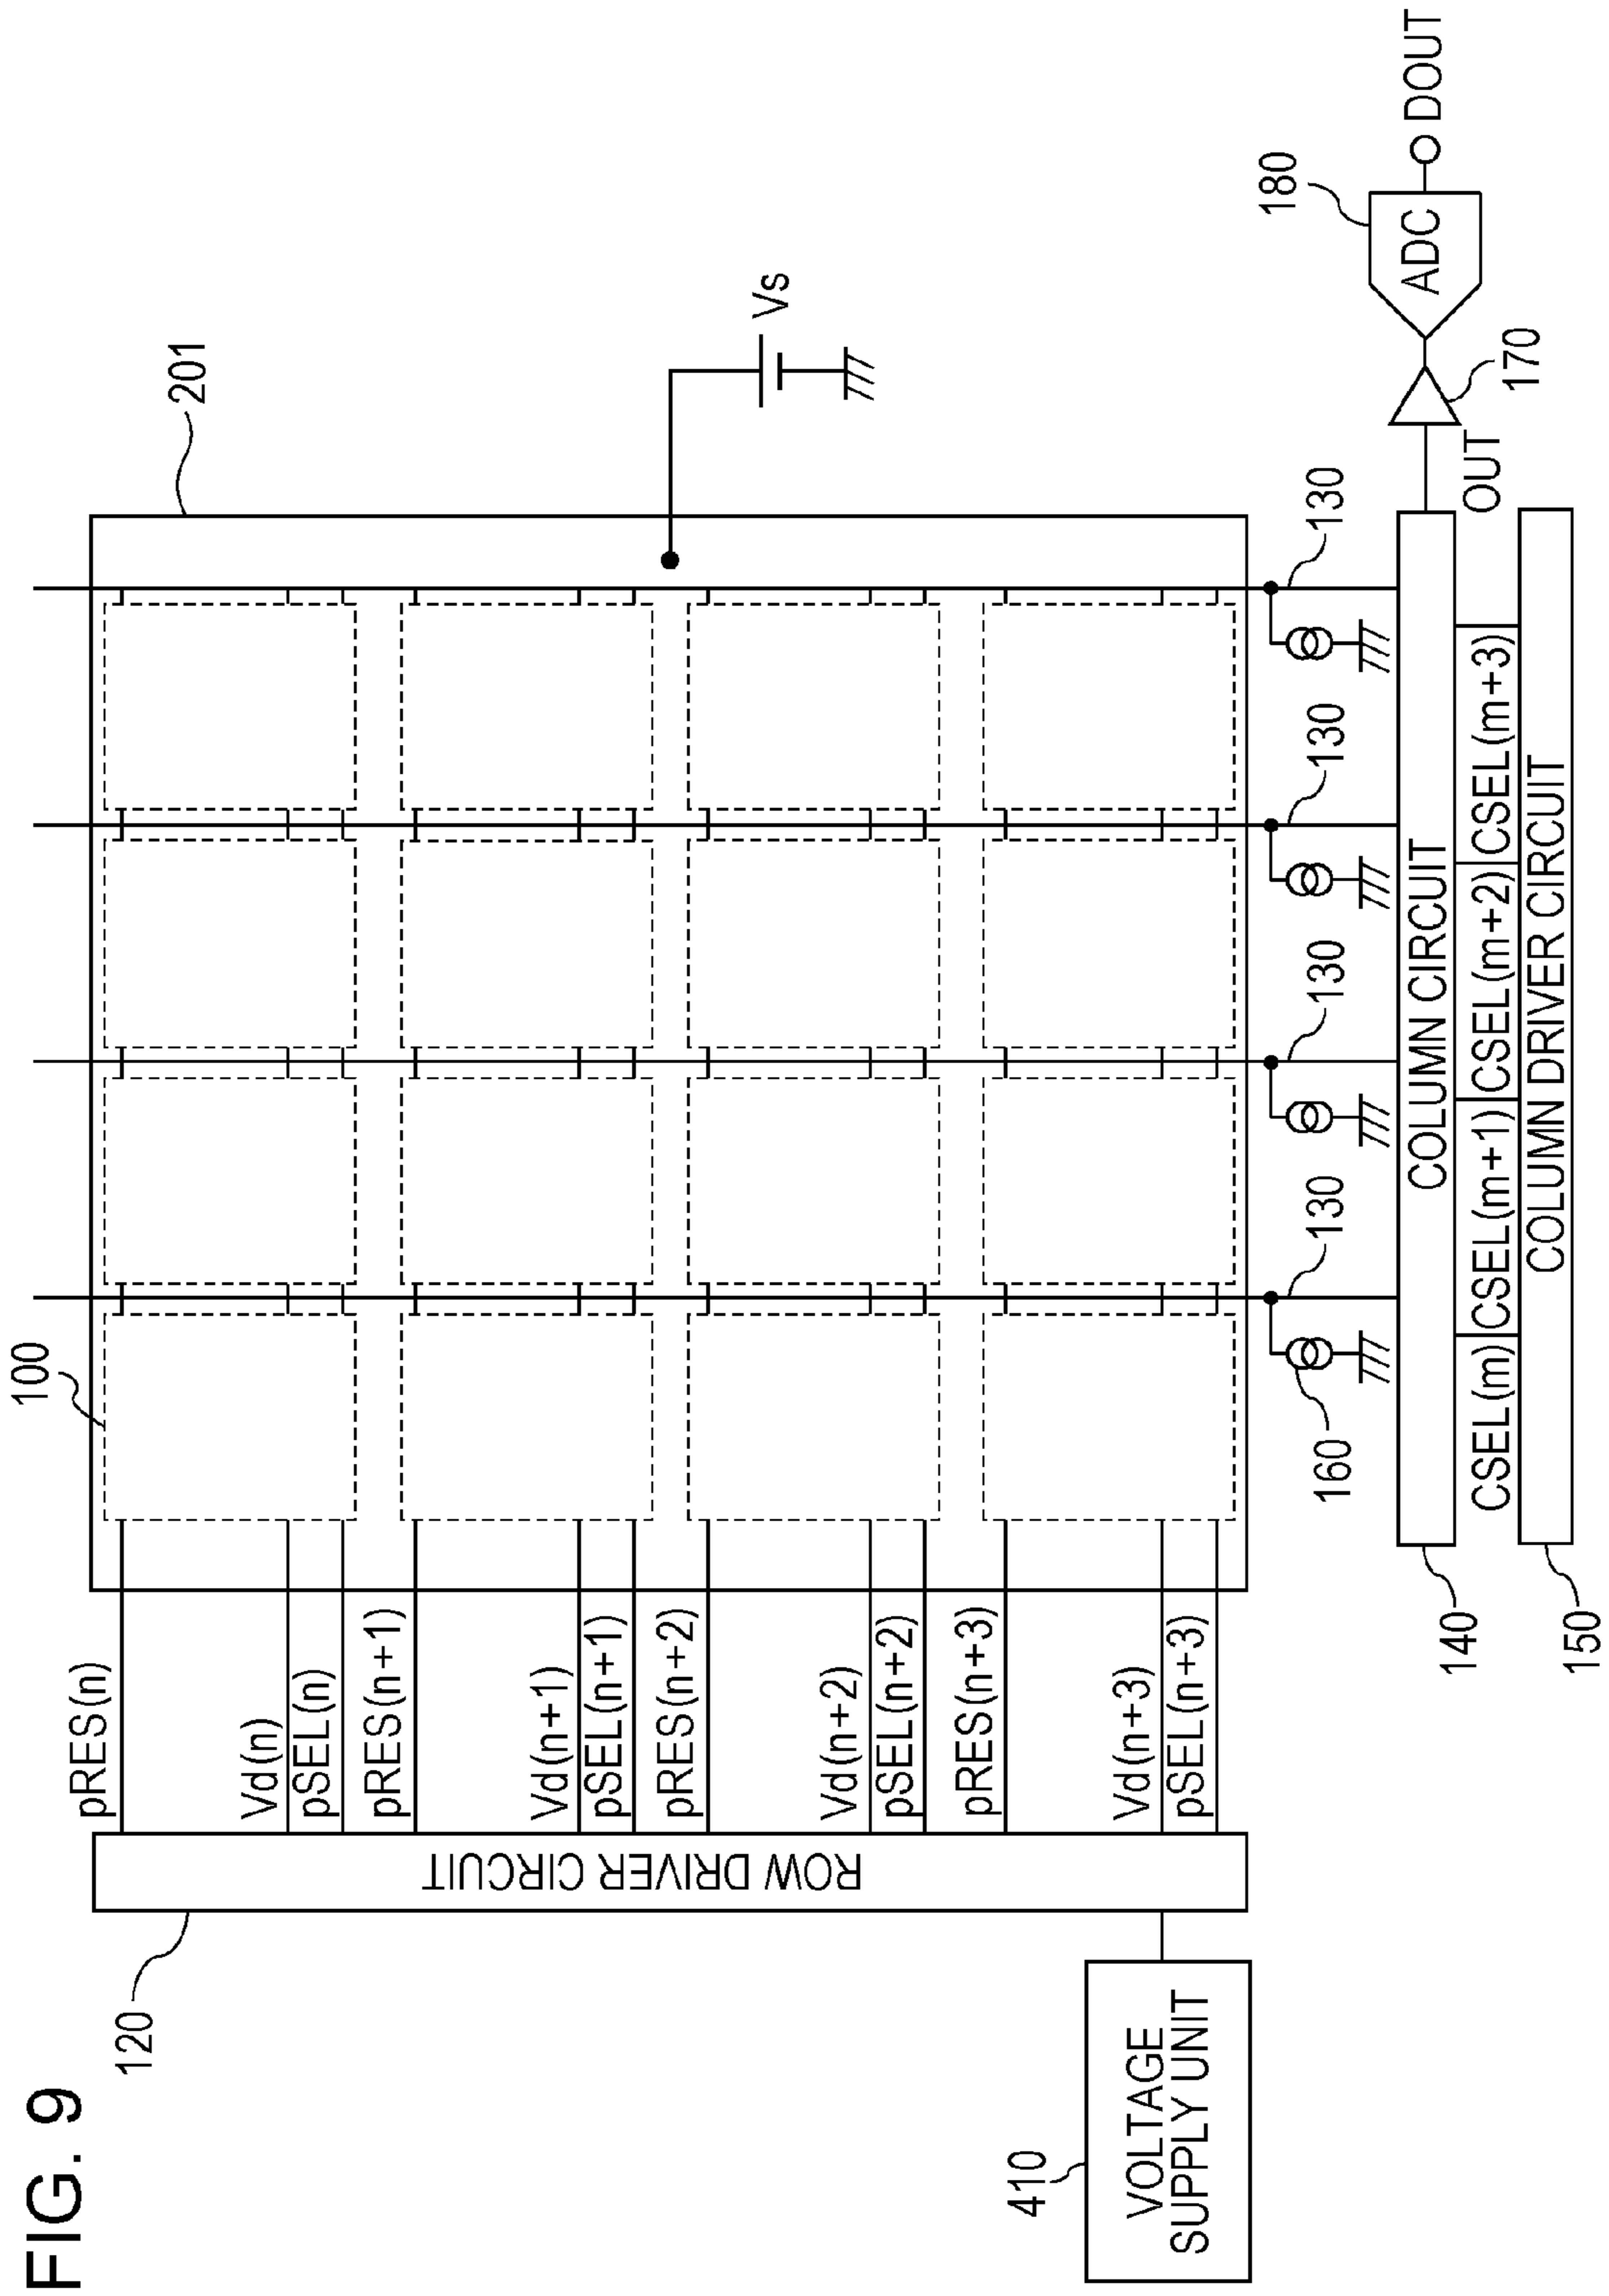 FIG. 9
100
201
120
pRES(n)
Vd(n)
pSEL(n)
pRES(n+1)
Vd(n+1)
pSEL(n+1)
pRES(n+2)
Vd(n+2)
pSEL(n+2)
pRES(n+3)
Vd(n+3)
pSEL(n+3)
ROW DRIVER CIRCUIT
Vs
410
VOLTAGE
SUPPLY UNIT
160
130
130
130
130
180
140
COLUMN CIRCUIT
ADC
DOUT
170
OUT
CSEL(m)
CSEL(m+1)
CSEL(m+2)
CSEL(m+3)
150
COLUMN DRIVER CIRCUIT